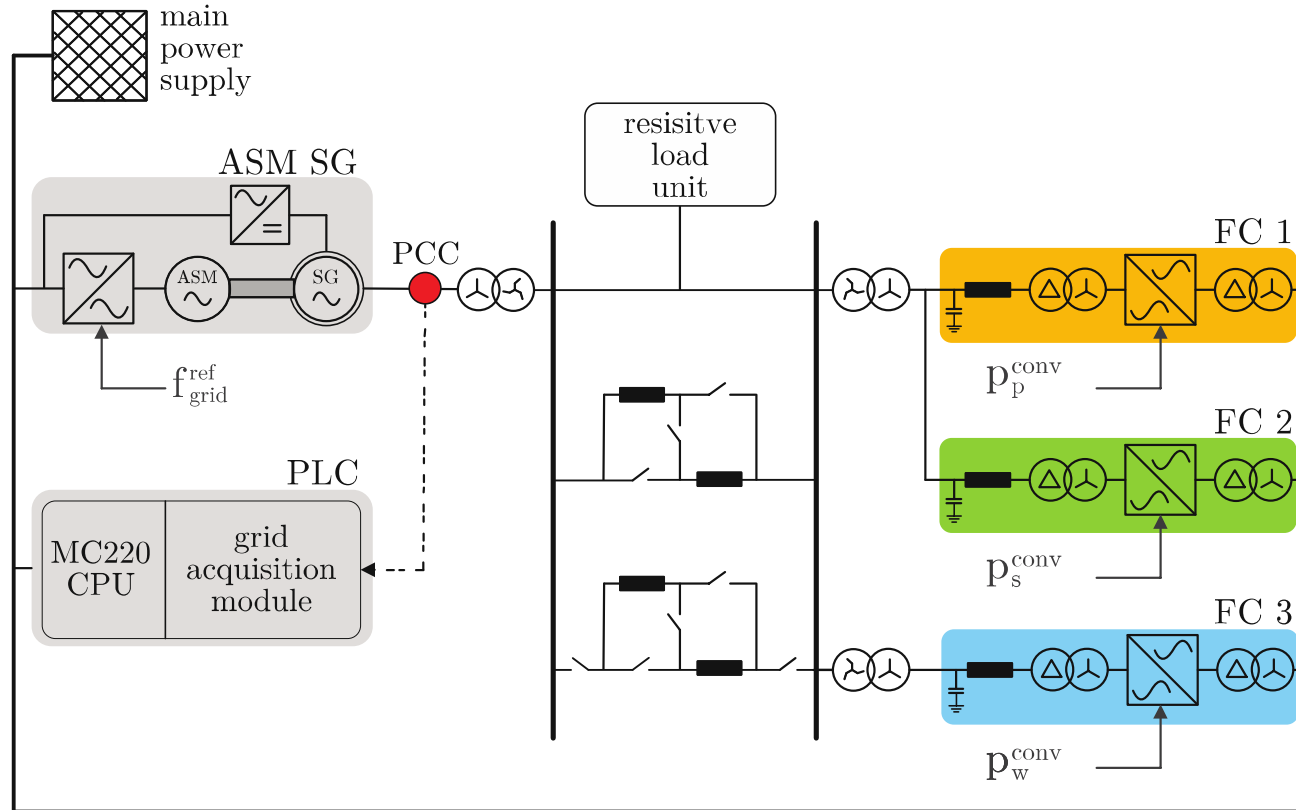 main
power
supply
resisitve
load
unit
ASM SG
PCC
ASM
SG
f_grid^ref
PLC
MC220
CPU
grid
acquisition
module
FC 1
p_p^conv
FC 2
p_s^conv
FC 3
p_w^conv